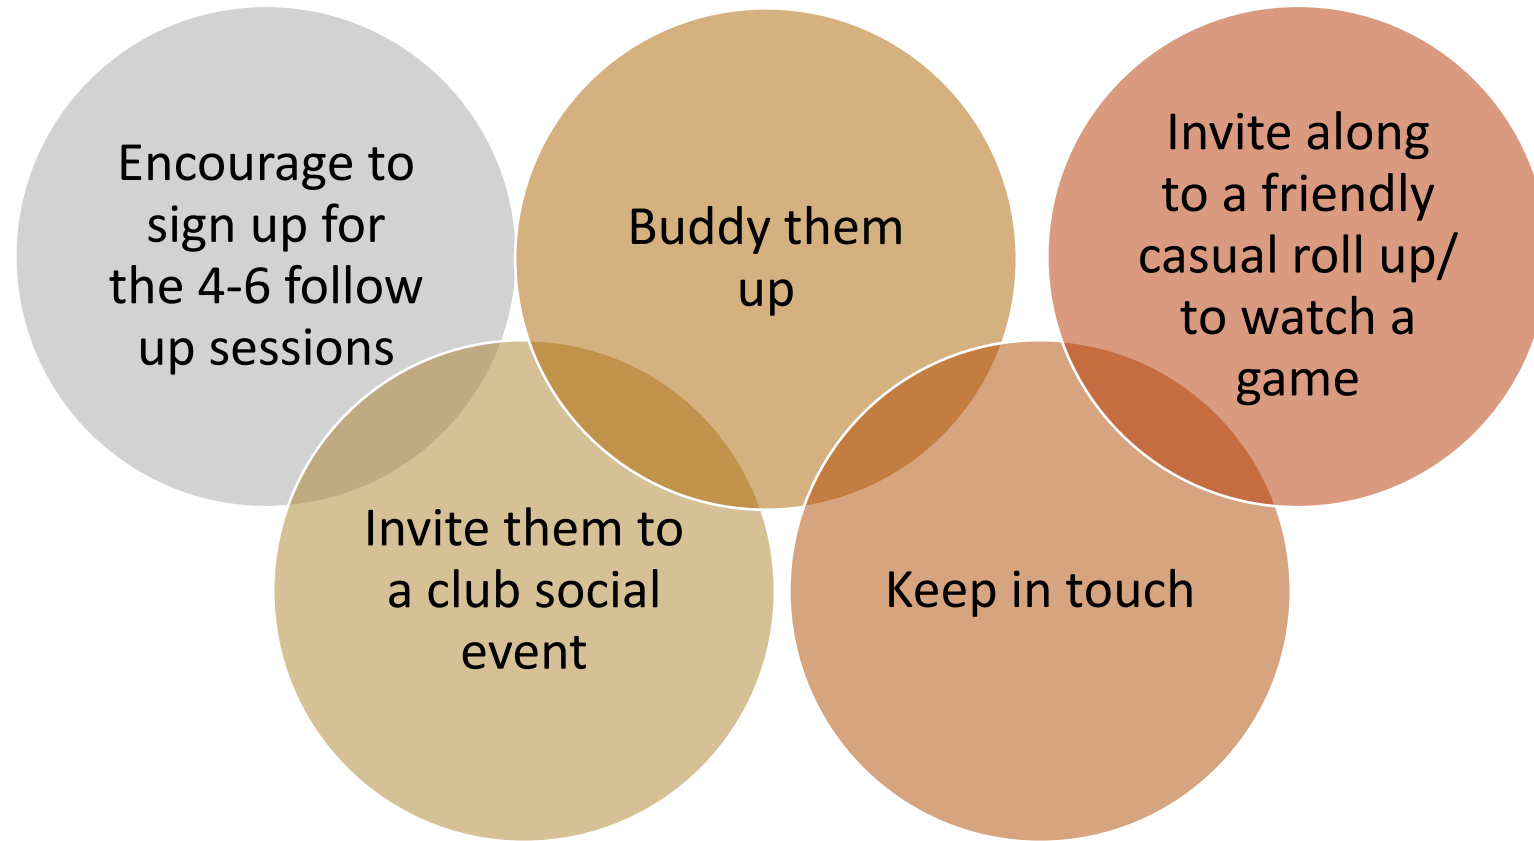 Encourage to
sign up for
the 4-6 follow
up sessions
Invite them to
a club social
event
Buddy them
up
Keep in touch
Invite along
to a friendly
casual roll up/
to watch a
game